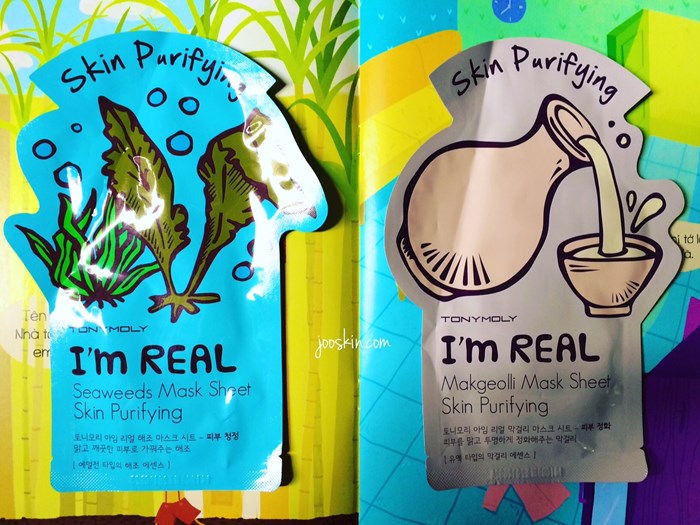 Skin Purifying
TONYMOLY
I'm REAL
Seaweeds Mask Sheet
Skin Purifying
토니모리 아임 리얼 해조 마스크 시트 – 피부 청정
맑고 깨끗한 피부로 가꿔주는 해조
[ 에멀전 타입의 해조 에센스 ]
Tên
Nhà t
em
jooskin.com
Skin Purifying
TONYMOLY
I'm REAL
Makgeolli Mask Sheet
Skin Purifying
토니모리 아임 리얼 막걸리 마스크 시트 – 피부 정화
피부를 맑고 투명하게 정화해주는 막걸리
[ 유액 타입의 막걸리 에센스 ]